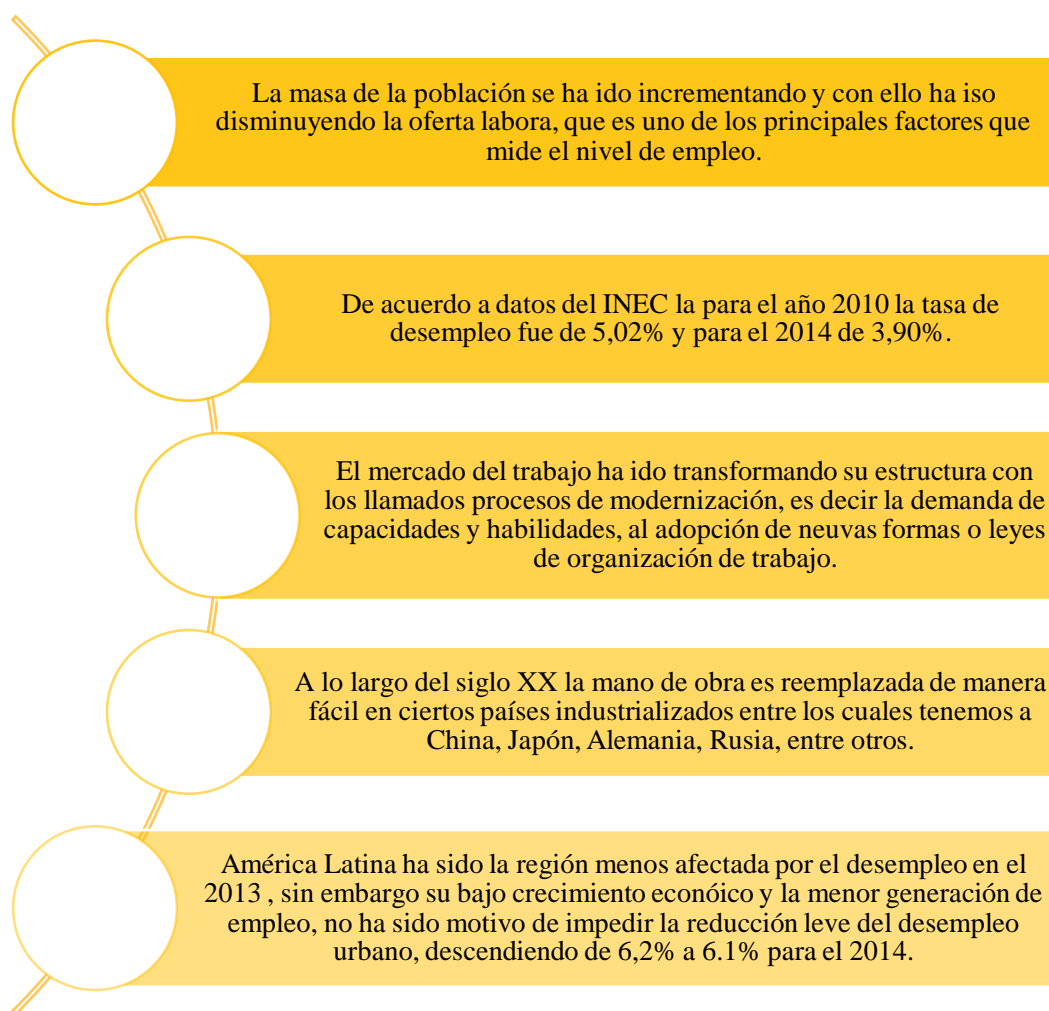 La masa de la población se ha ido incrementando y con ello ha iso
disminuyendo la oferta labora, que es uno de los principales factores que
mide el nivel de empleo.
De acuerdo a datos del INEC la para el año 2010 la tasa de
desempleo fue de 5,02% y para el 2014 de 3,90%.
El mercado del trabajo ha ido transformando su estructura con
los llamados procesos de modernización, es decir la demanda de
capacidades y habilidades, al adopción de neuvas formas o leyes
de organización de trabajo.
A lo largo del siglo XX la mano de obra es reemplazada de manera
fácil en ciertos países industrializados entre los cuales tenemos a
China, Japón, Alemania, Rusia, entre otros.
América Latina ha sido la región menos afectada por el desempleo en el
2013 , sin embargo su bajo crecimiento econóico y la menor generación de
empleo, no ha sido motivo de impedir la reducción leve del desempleo
urbano, descendiendo de 6,2% a 6.1% para el 2014.